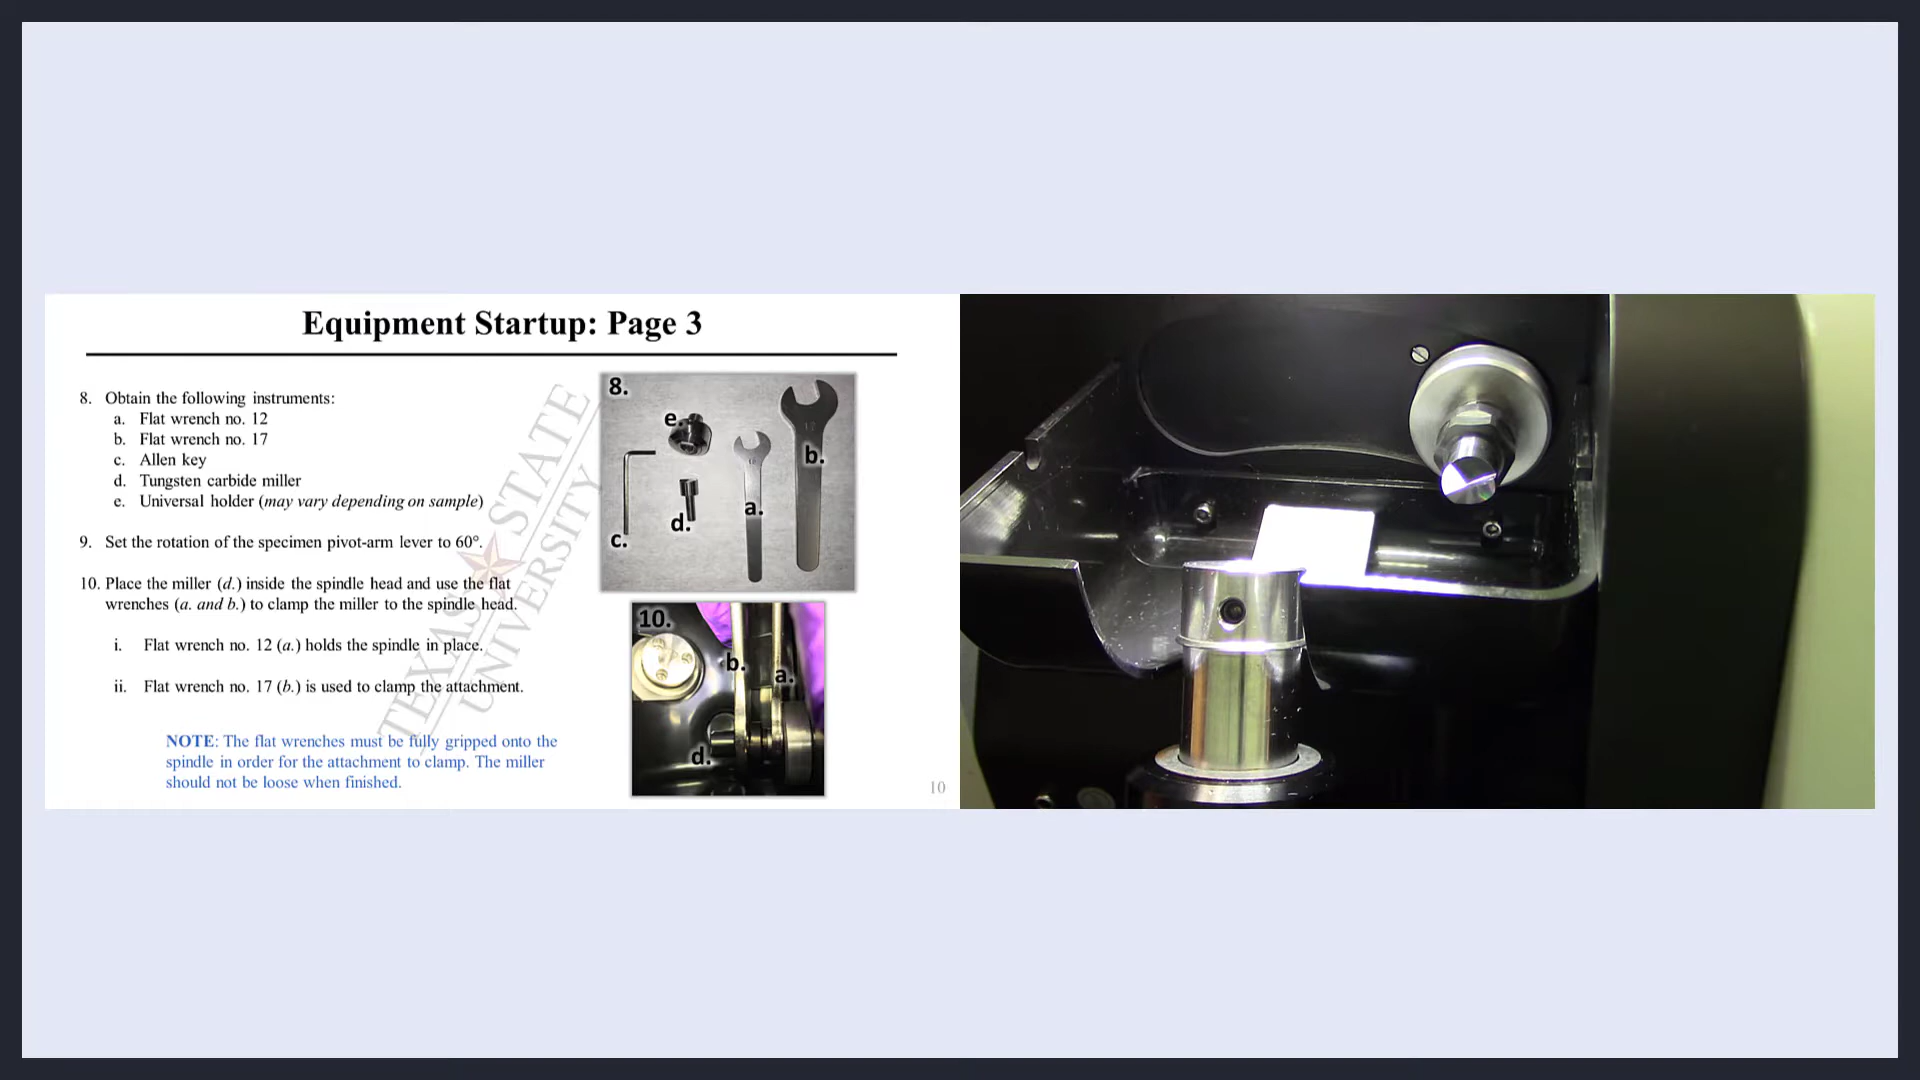 Equipment Startup: Page 3
8. Obtain the following instruments:
a. Flat wrench no. 12
b. Flat wrench no. 17
c. Allen key
d. Tungsten carbide miller
e. Universal holder (may vary depending on sample)
9. Set the rotation of the specimen pivot-arm lever to 60°.
10. Place the miller (d.) inside the spindle head and use the flat
wrenches (a. and b.) to clamp the miller to the spindle head.
i. Flat wrench no. 12 (a.) holds the spindle in place.
ii. Flat wrench no. 17 (b.) is used to clamp the attachment.
NOTE: The flat wrenches must be fully gripped onto the
spindle in order for the attachment to clamp. The miller
should not be loose when finished.
TEXAS STATE
UNIVERSITY
8.
e.
b.
a.
d.
c.
10.
b.
a.
d.
10